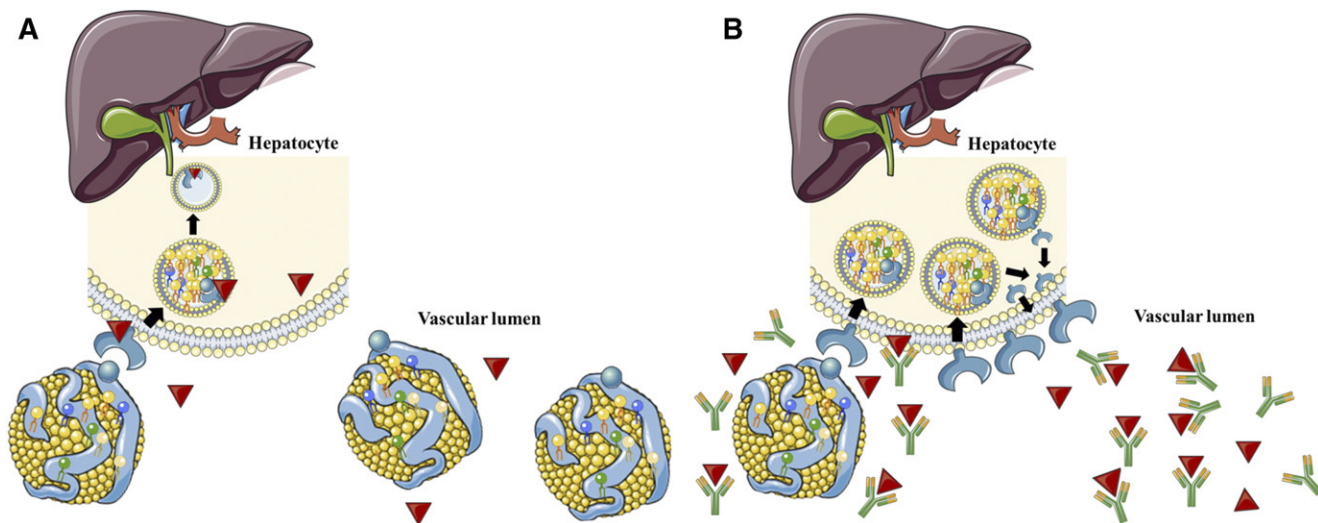 A
Hepatocyte
Vascular lumen
B
Hepatocyte
Vascular lumen